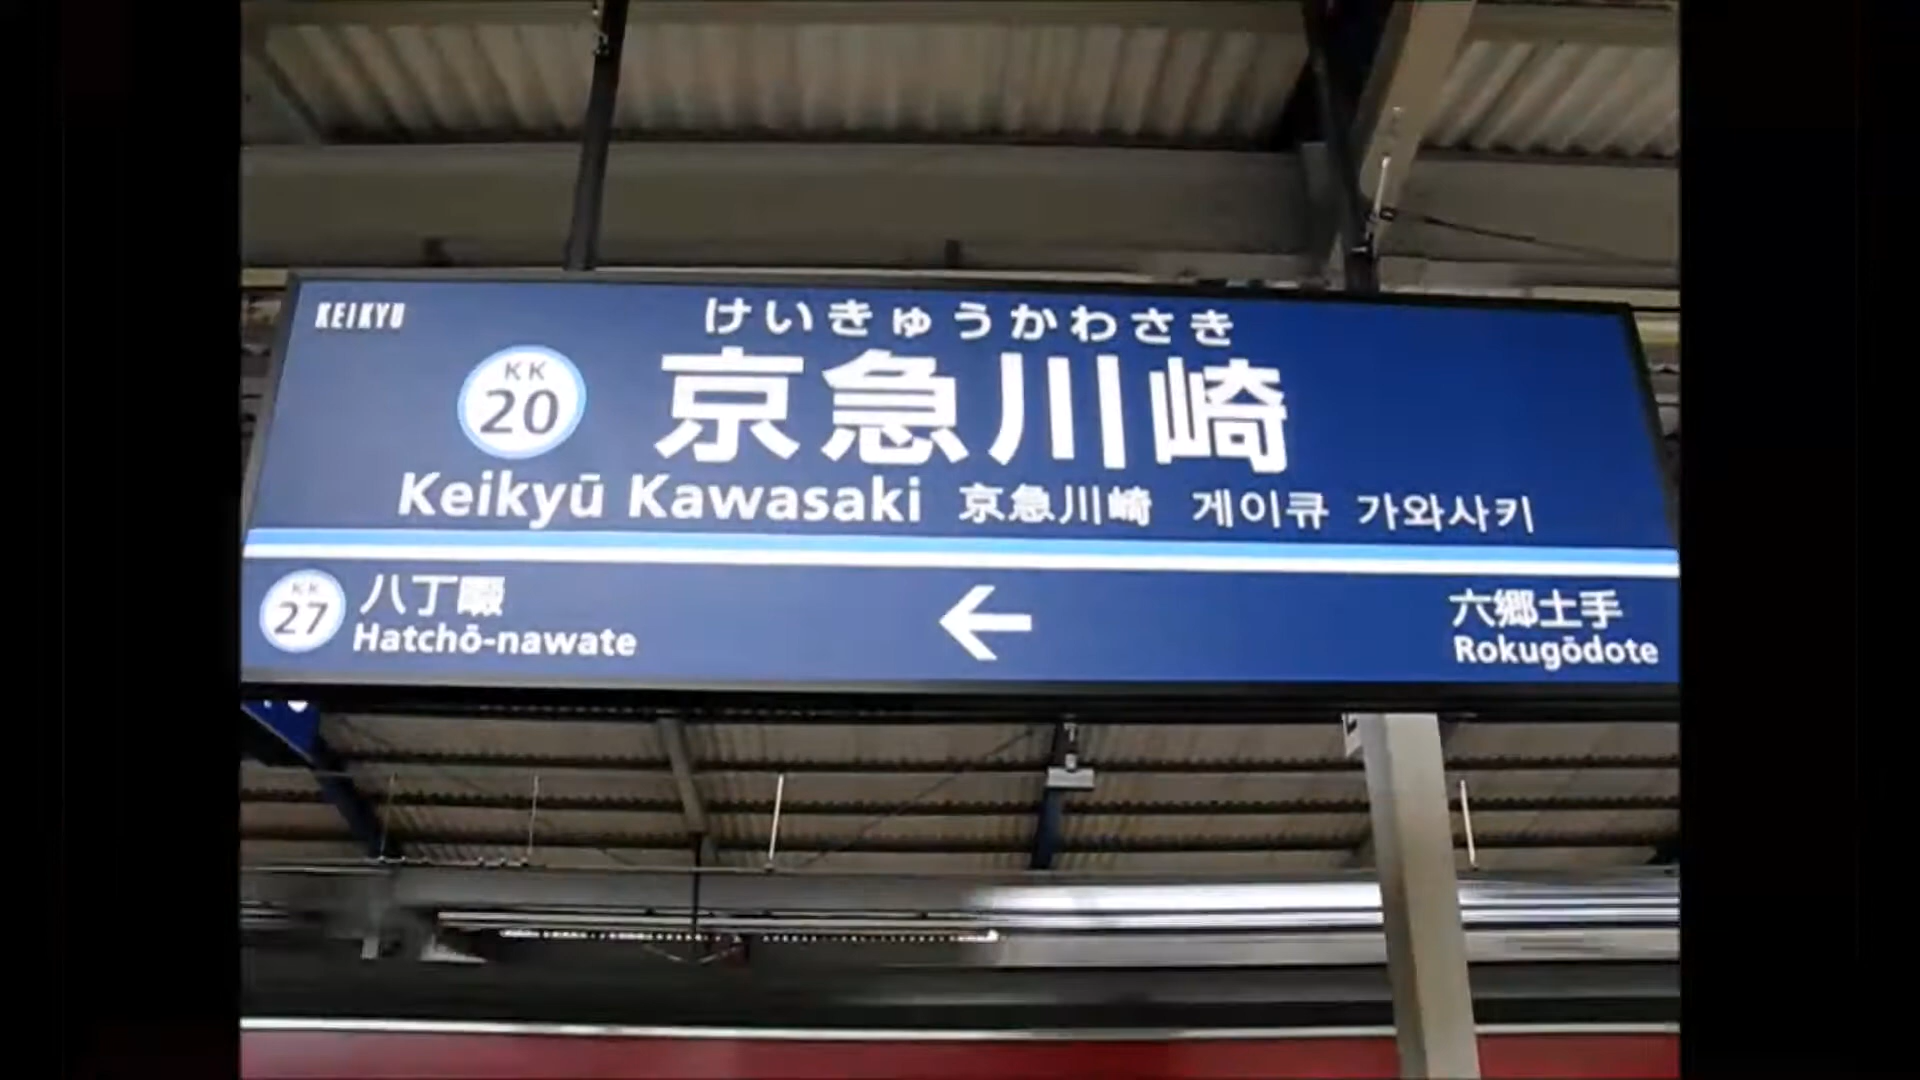 KEIKYU
けいきゅうかわさき
KK
20
京急川崎
Keikyū Kawasaki 京急川崎 게이큐 가와사키
KK
27
八丁畷
Hatchō-nawate
←
六郷土手
Rokugōdote